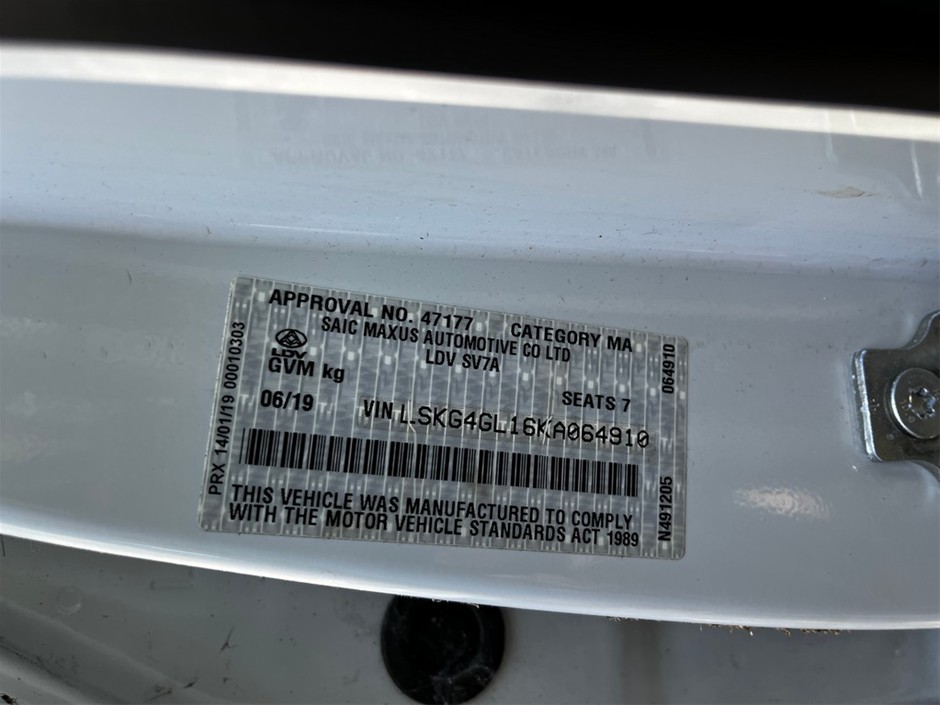 APPROVAL NO. 47177 CATEGORY MA
SAIC MAXUS AUTOMOTIVE CO LTD
LDV LDV SV7A
GVM kg
06/19 SEATS 7
VIN LSKG4GL16KA064910
THIS VEHICLE WAS MANUFACTURED TO COMPLY
WITH THE MOTOR VEHICLE STANDARDS ACT 1989
PRX 14/01/19 00010303
064910
N491205